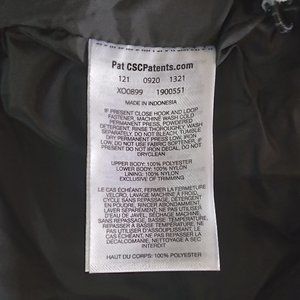 Pat CSCPatents.com
121 0920 1321
XO0899 1900551
MADE IN INDONESIA
IF PRESENT CLOSE HOOK AND LOOP
FASTENER, MACHINE WASH COLD
PERMANENT PRESS, POWDERED
DETERGENT, RINSE THOROUGHLY WASH
SEPARATELY, DO NOT BLEACH, TUMBLE
DRY PERMANENT PRESS LOW, IRON
LOW, DO NOT USE FABRIC SOFTENER, IF
PRESENT DO NOT IRON DECAL, DO NOT
DRYCLEAN
UPPER BODY: 100% POLYESTER
LOWER BODY: 100% NYLON
LINING: 100% NYLON
EXCLUSIVE OF TRIMMING
LE CAS ÉCHÉANT, FERMER LA FERMETURE
VELCRO, LAVAGE MACHINE À FROID,
CYCLE SANS REPASSAGE, DÉTERGENT EN
POUDRE, RINCER ABONDAMMENT
LAVER SÉPARÉMENT, NE PAS UTILISER
D'EAU DE JAVEL, SÉCHAGE MACHINE
SANS REPASSAGE, TEMPÉRATURE BASSE,
REPASSER À TEMPÉRATURE BASSE, NE
PAS UTILISER D'ASSOUPLISSANT, LE
CAS ÉCHÉANT NE PAS REPASSER LA
DÉCALCOMANIE, NETTOYAGE A SEC
INTERDIT
HAUT DU CORPS: 100% POLYESTER